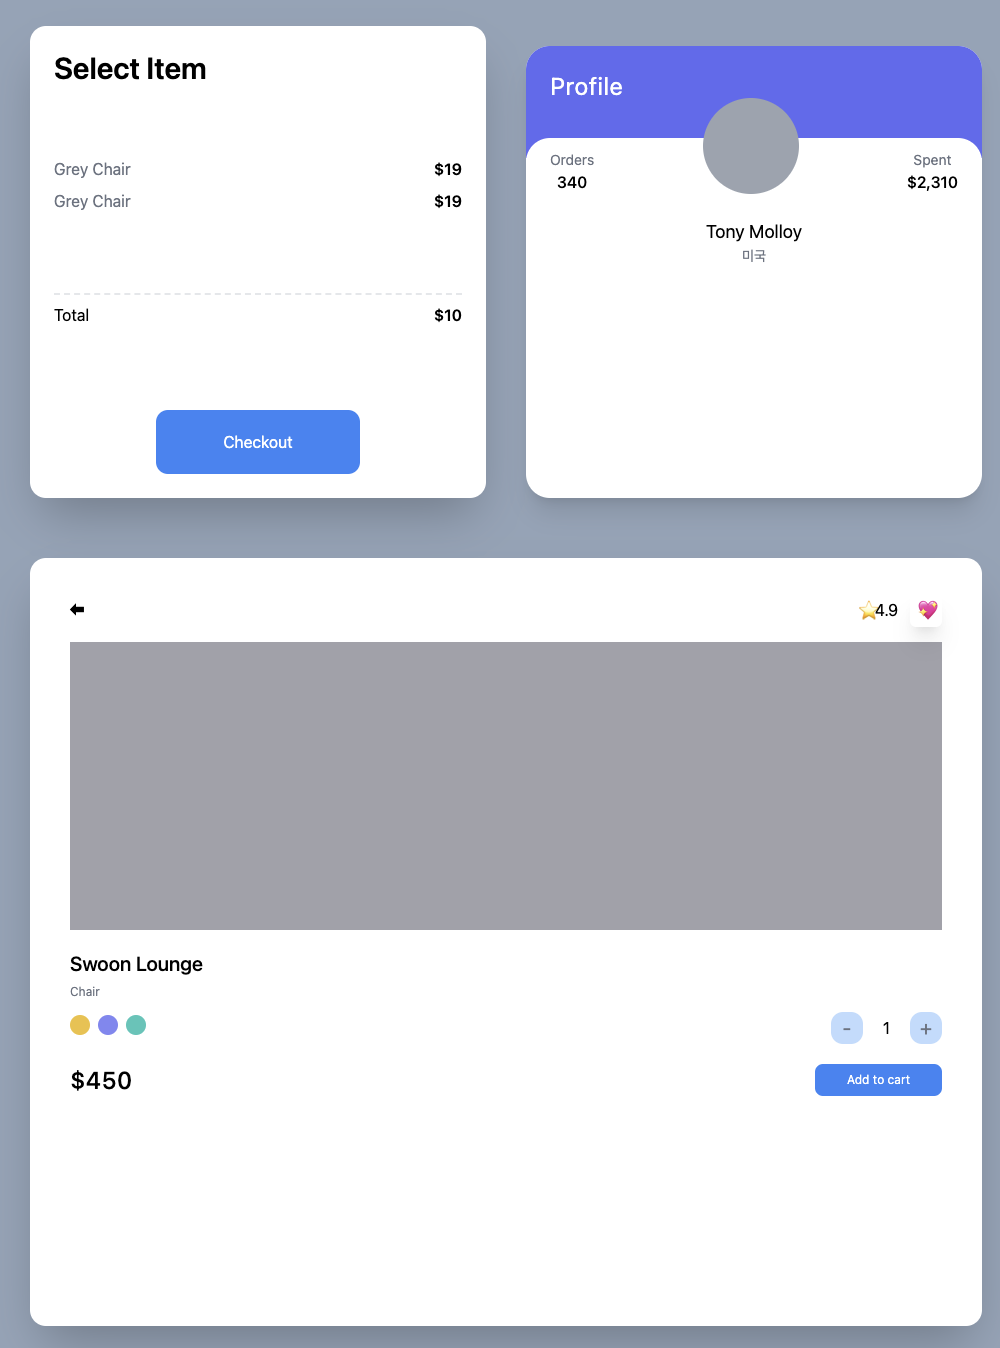 Select Item
Grey Chair $19
Grey Chair $19
Total $10
Checkout
Profile
Orders
340
Spent
$2,310
Tony Molloy
미국
⬅ ⭐4.9 💖
Swoon Lounge
Chair
- 1 +
$450 Add to cart